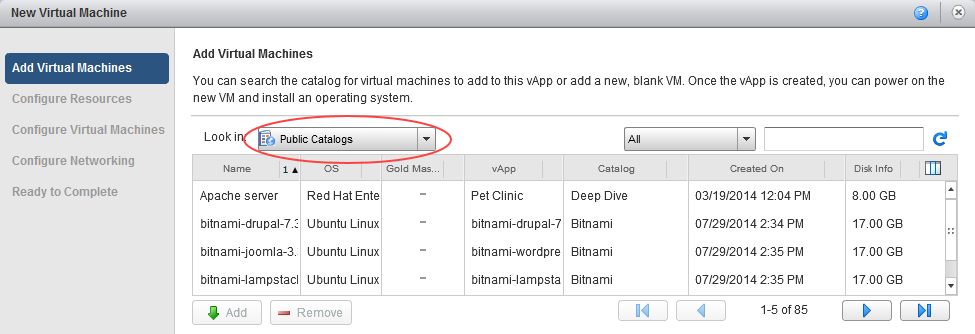 New Virtual Machine
Add Virtual Machines
Configure Resources
Configure Virtual Machines
Configure Networking
Ready to Complete
Add Virtual Machines
You can search the catalog for virtual machines to add to this vApp or add a new, blank VM. Once the vApp is created, you can power on the
new VM and install an operating system.
Look in: Public Catalogs All
Name 1 ▲ OS Gold Mas... vApp Catalog Created On Disk Info
Apache server Red Hat Ente - Pet Clinic Deep Dive 03/19/2014 12:04 PM 8.00 GB
bitnami-drupal-7.3 Ubuntu Linux - bitnami-drupal-7 Bitnami 07/29/2014 2:34 PM 17.00 GB
bitnami-joomla-3. Ubuntu Linux - bitnami-wordpre Bitnami 07/29/2014 2:35 PM 17.00 GB
bitnami-lampstac Ubuntu Linux - bitnami-lampsta Bitnami 07/29/2014 2:35 PM 17.00 GB
Add Remove 1-5 of 85